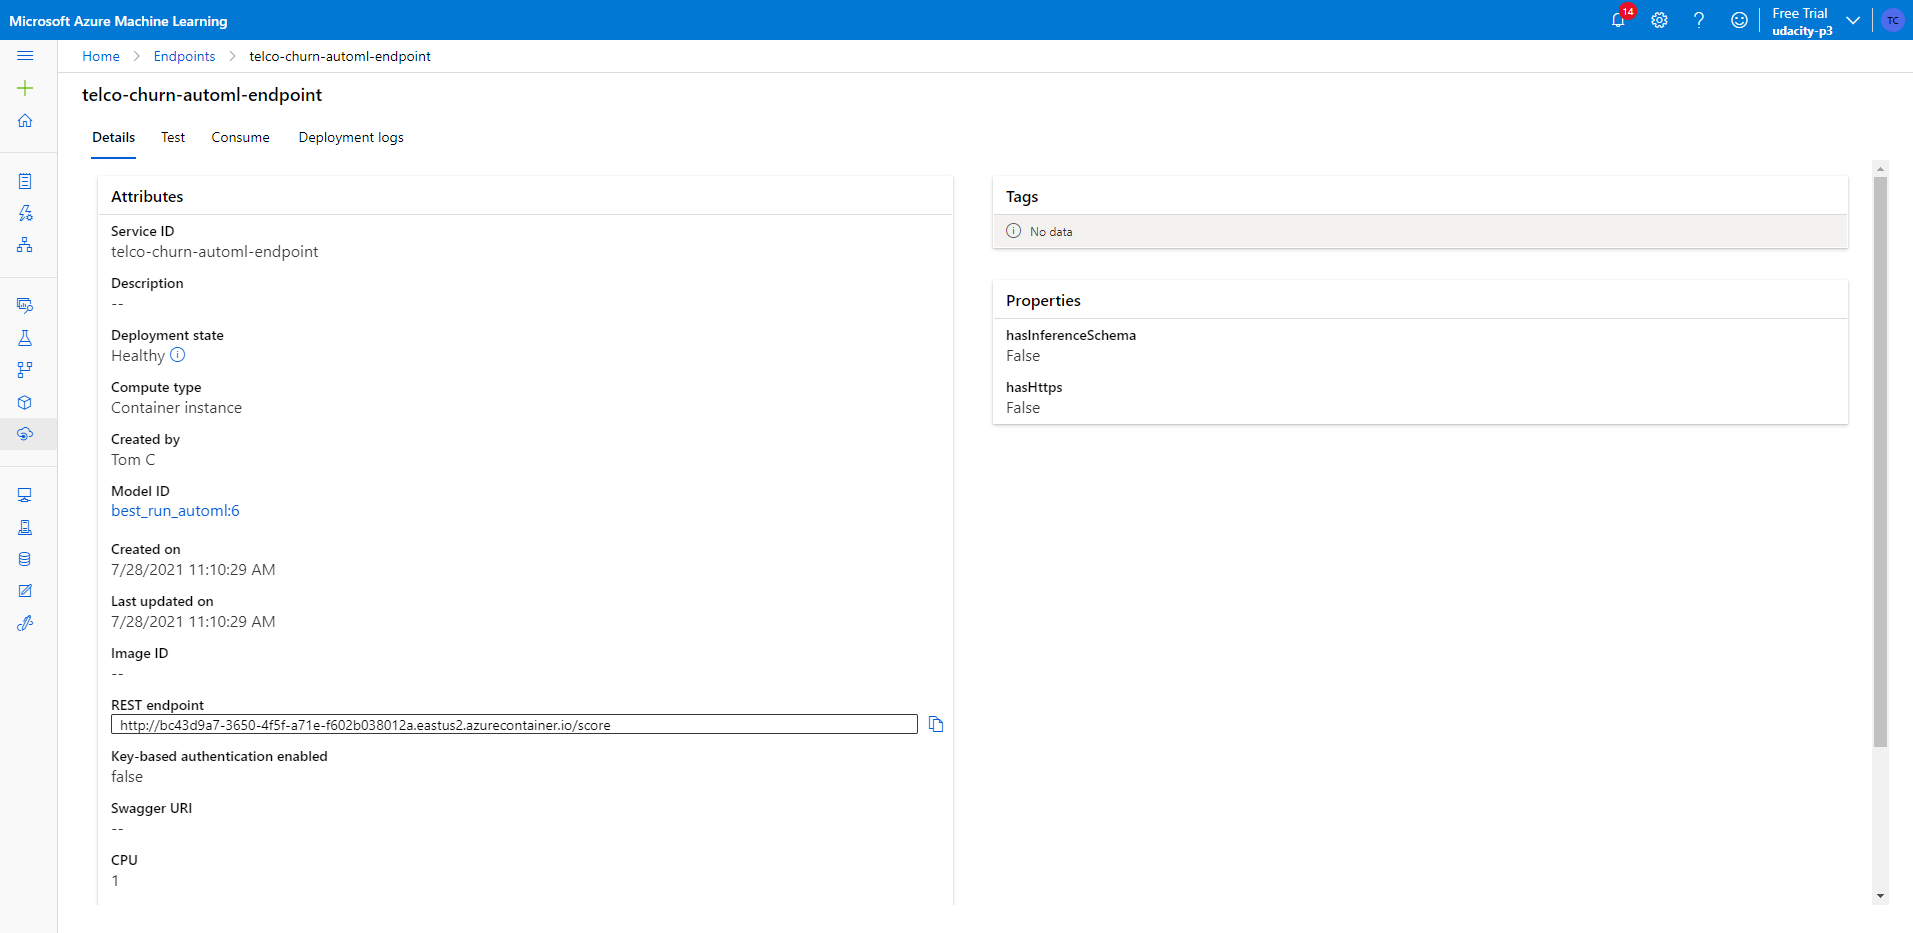 Microsoft Azure Machine Learning
14
?
Free Trial
udacity-p3
TC
Home > Endpoints > telco-churn-automl-endpoint
telco-churn-automl-endpoint
Details Test Consume Deployment logs
Attributes
Service ID
telco-churn-automl-endpoint
Description
--
Deployment state
Healthy
Compute type
Container instance
Created by
Tom C
Model ID
best_run_automl:6
Created on
7/28/2021 11:10:29 AM
Last updated on
7/28/2021 11:10:29 AM
Image ID
--
REST endpoint
http://bc43d9a7-3650-4f5f-a71e-f602b038012a.eastus2.azurecontainer.io/score
Key-based authentication enabled
false
Swagger URI
--
CPU
1
Tags
No data
Properties
hasInferenceSchema
False
hasHttps
False